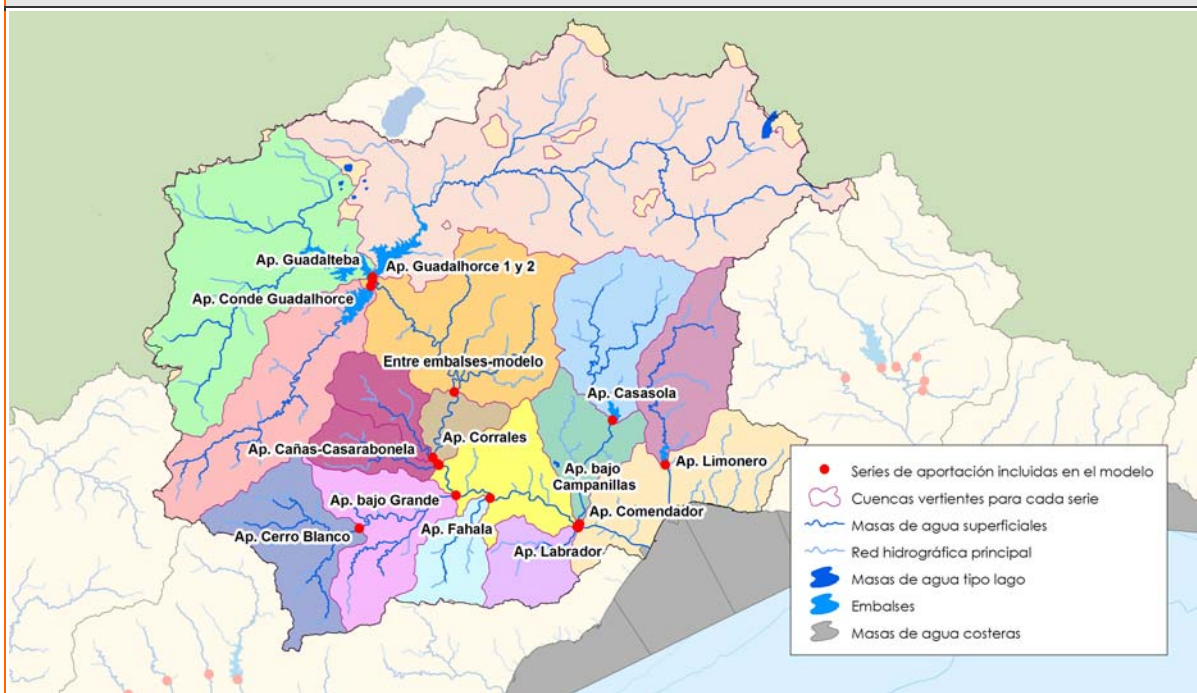 Ap. Guadalteba
Ap. Guadalhorce 1 y 2
Ap. Conde Guadalhorce
Entre embalses-modelo
Ap. Casasola
Ap. Corrales
Ap. Cañas-Casarabonela
Ap. Limonero
Ap. bajo
Campanillas
Ap. bajo Grande
Ap. Comendador
Ap. Fahala
Ap. Cerro Blanco
Ap. Labrador
Series de aportación incluidas en el modelo
Cuencas vertientes para cada serie
Masas de agua superficiales
Red hidrográfica principal
Masas de agua tipo lago
Embalses
Masas de agua costeras